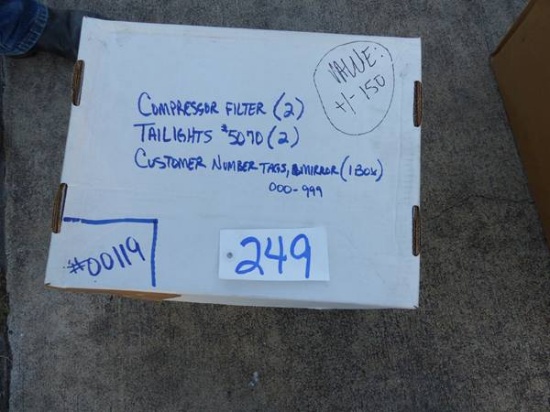 VALUE:
+/- 150
COMPRESSOR FILTER (2)
TAILIGHTS $5070 (2)
CUSTOMER NUMBER TAGS, MIRROR (1 BOX)
000-999
#00119
249